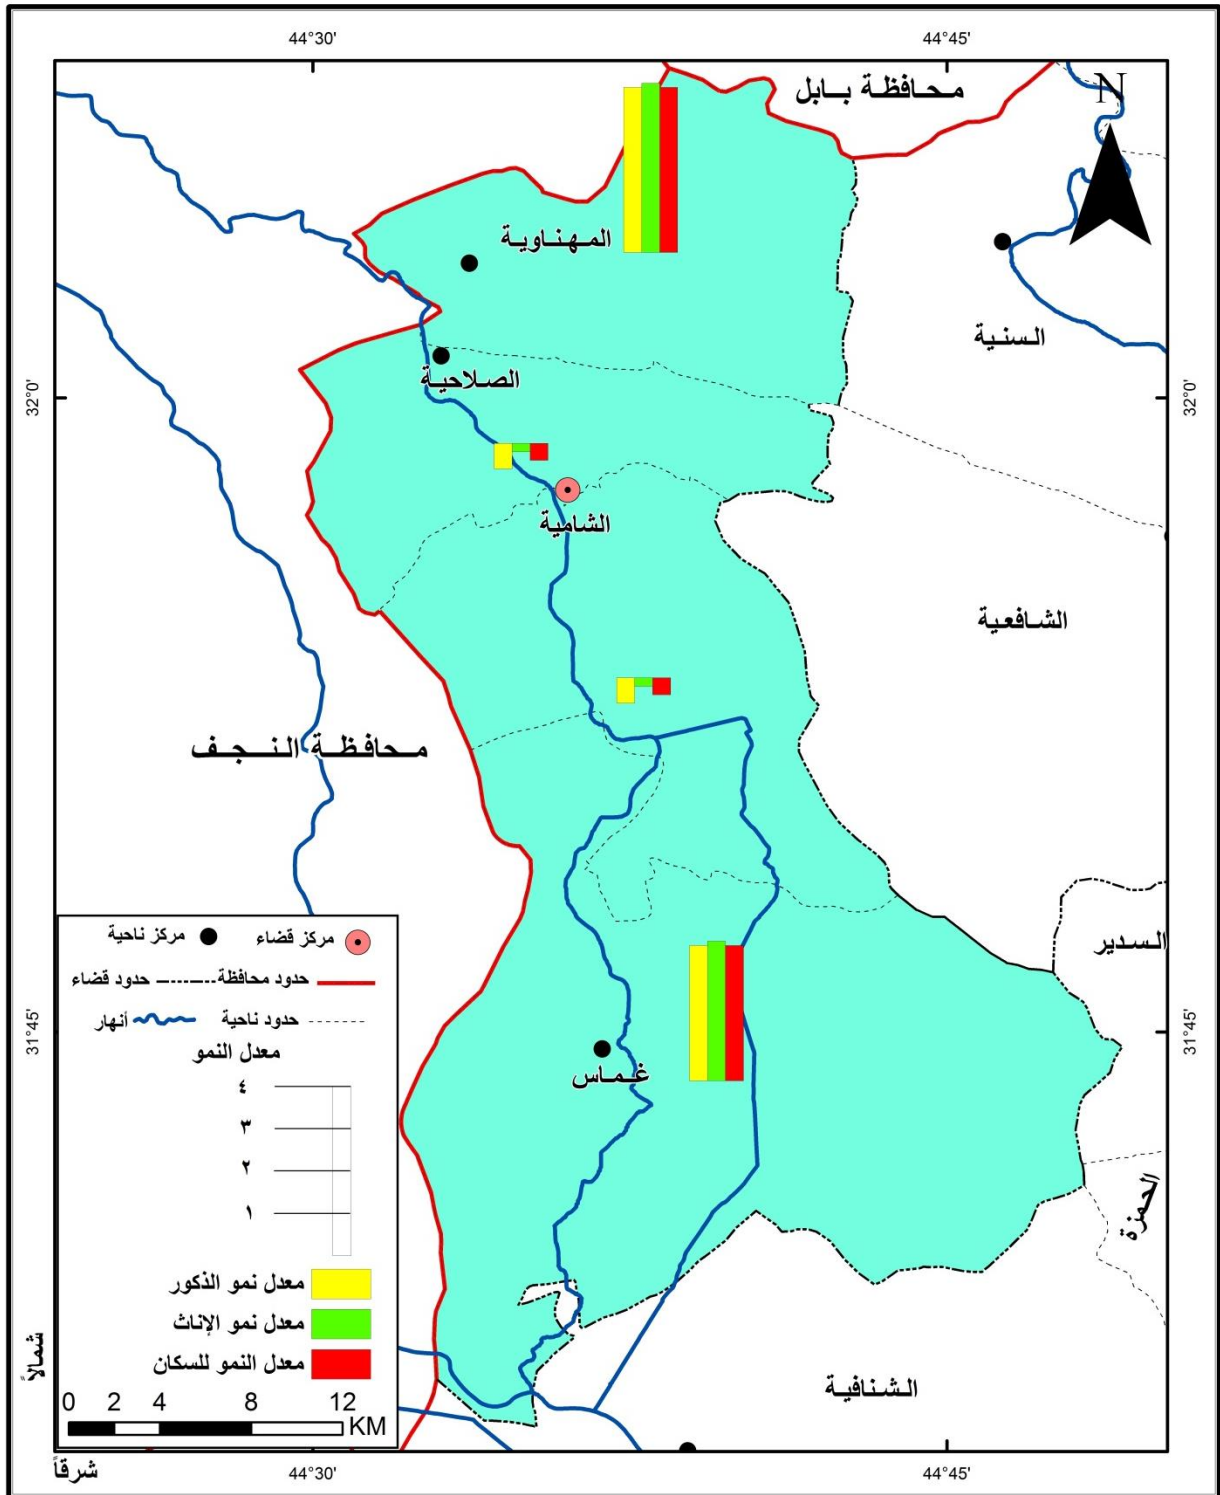 44°30'
44°45'
محافظة بابل
N
المهناوية
السنية
الصلاحية
32°0'
32°0'
الشامية
الشافعية
محافظة النجف
السدير
31°45'
31°45'
غماس
الحمزة
الشنافية
مركز قضاء
مركز ناحية
حدود محافظة
حدود قضاء
حدود ناحية
أنهار
معدل النمو
٤
٣
٢
١
معدل نمو الذكور
معدل نمو الإناث
معدل النمو للسكان
0 2 4 8 12
KM
شمالاً
شرقاً
44°30'
44°45'